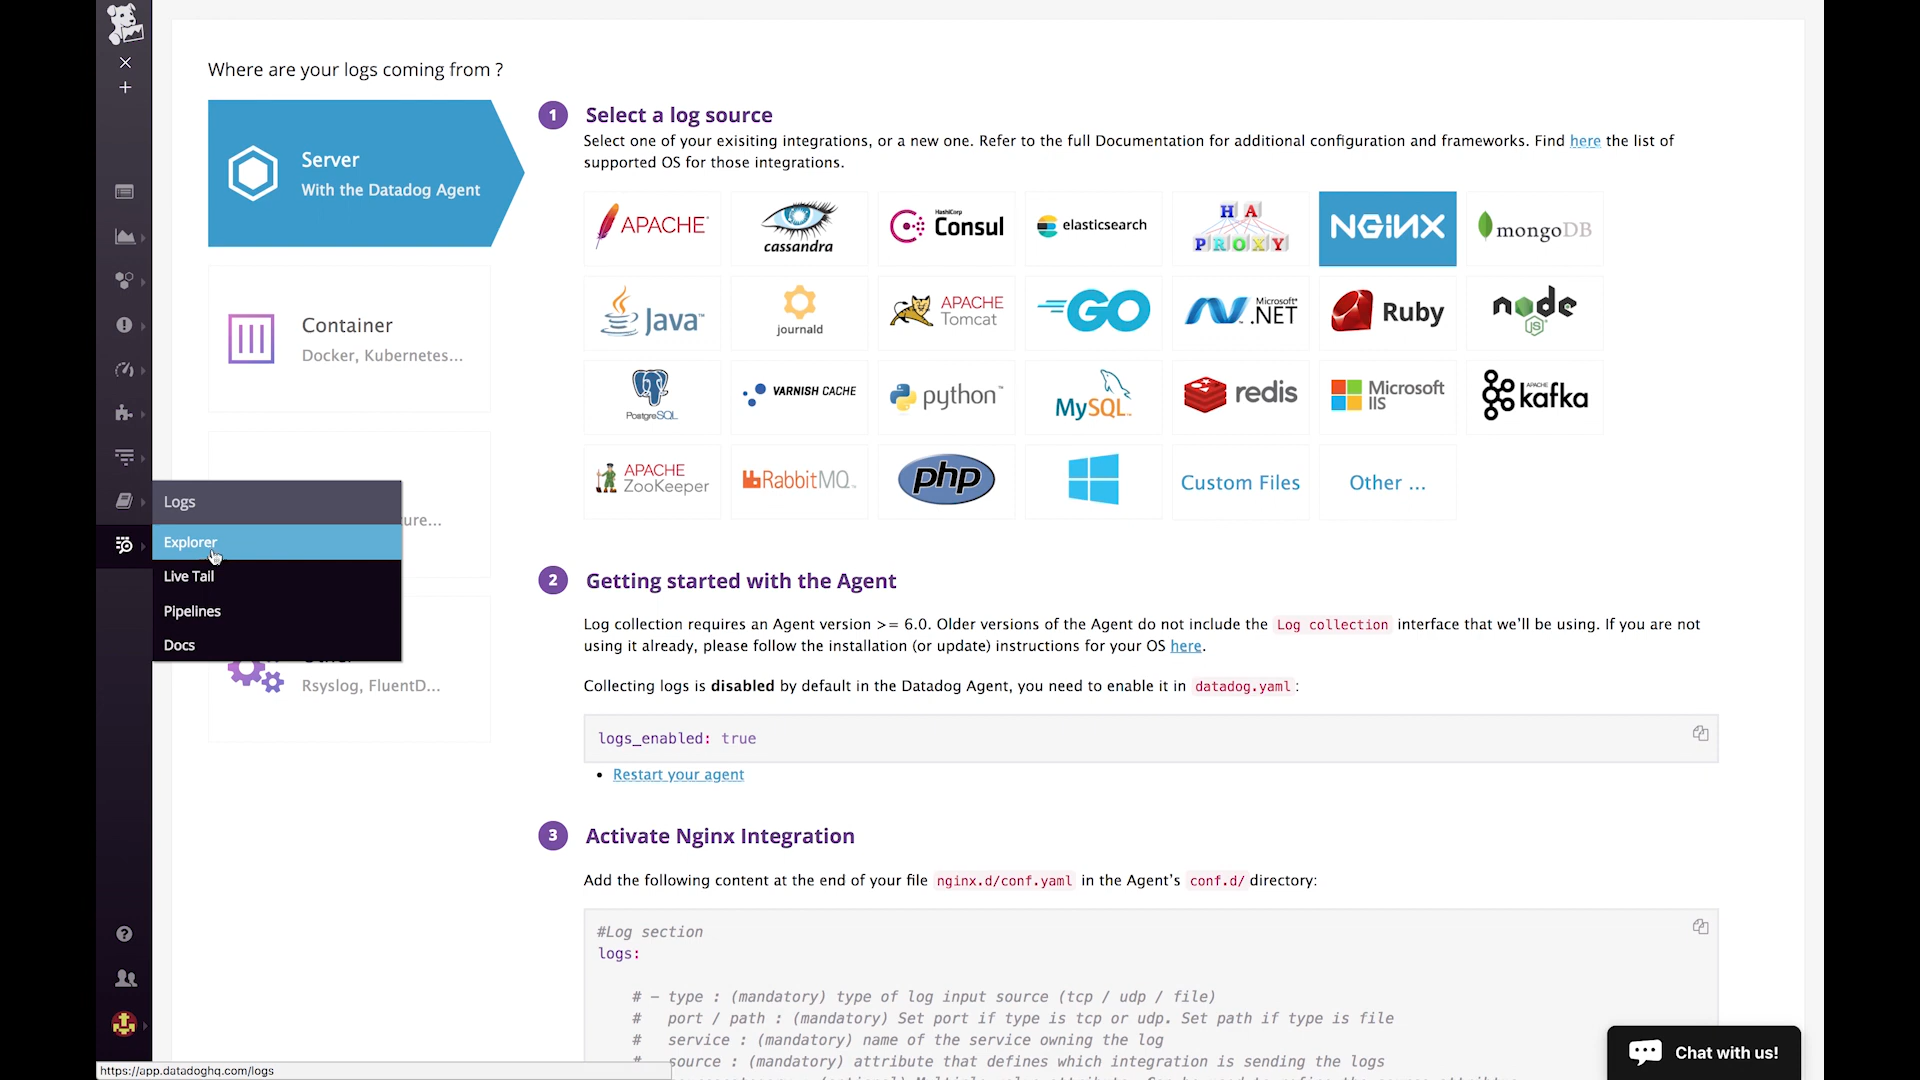 Where are your logs coming from ?
Server
With the Datadog Agent
Container
Docker, Kubernetes...
ure...
Rsyslog, FluentD...
Logs
Explorer
Live Tail
Pipelines
Docs
1 Select a log source
Select one of your exisiting integrations, or a new one. Refer to the full Documentation for additional configuration and frameworks. Find here the list of
supported OS for those integrations.
APACHE
cassandra
HashiCorp
Consul
elasticsearch
HA
PROXY
NGINX
mongoDB
Java™
journald
APACHE
Tomcat
GO
Microsoft®
.NET
Ruby
node
JS
PostgreSQL
VARNISH CACHE
python™
MySQL™
redis
Microsoft
IIS
APACHE
kafka
APACHE
ZooKeeper
RabbitMQ
php
Custom Files
Other ...
2 Getting started with the Agent
Log collection requires an Agent version >= 6.0. Older versions of the Agent do not include the Log collection interface that we'll be using. If you are not
using it already, please follow the installation (or update) instructions for your OS here.
Collecting logs is disabled by default in the Datadog Agent, you need to enable it in datadog.yaml:
logs_enabled: true
• Restart your agent
3 Activate Nginx Integration
Add the following content at the end of your file nginx.d/conf.yaml in the Agent's conf.d/ directory:
#Log section
logs:
# - type : (mandatory) type of log input source (tcp / udp / file)
# port / path : (mandatory) Set port if type is tcp or udp. Set path if type is file
# service : (mandatory) name of the service owning the log
# source : (mandatory) attribute that defines which integration is sending the logs
Chat with us!
https://app.datadoghq.com/logs